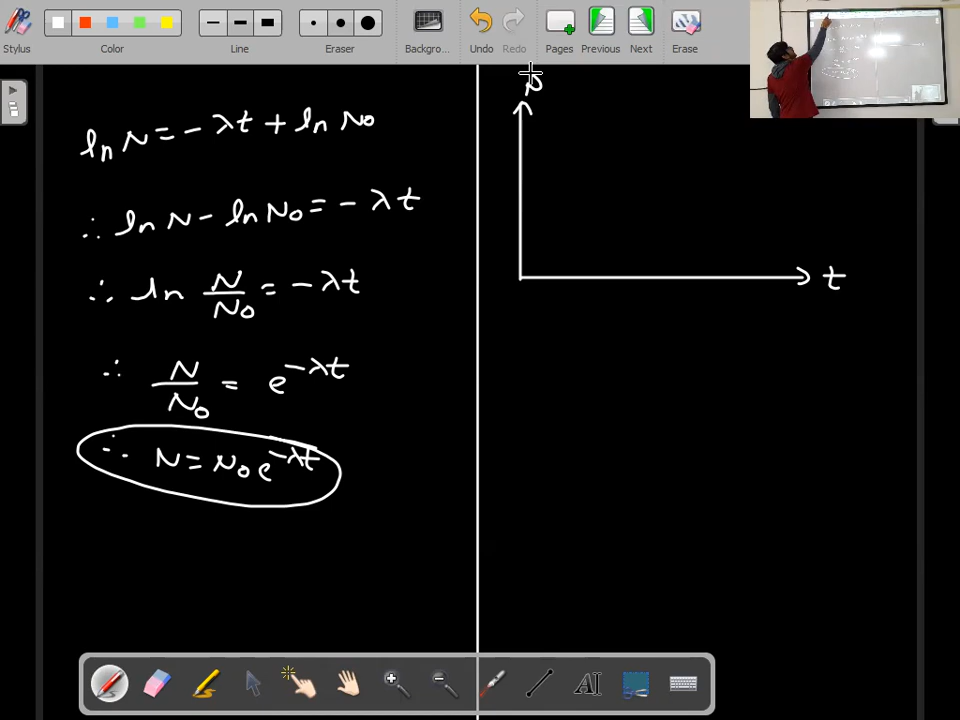 Stylus
Color
Line
Eraser
Backgro...
Undo
Redo
Pages
Previous
Next
Erase
ln N = - λt + ln N₀
∴ ln N - ln N₀ = - λt
∴ ln N/N₀ = - λt
∴ N/N₀ = e^-λt
∴ N = N₀ e^-λt
N
t
AI